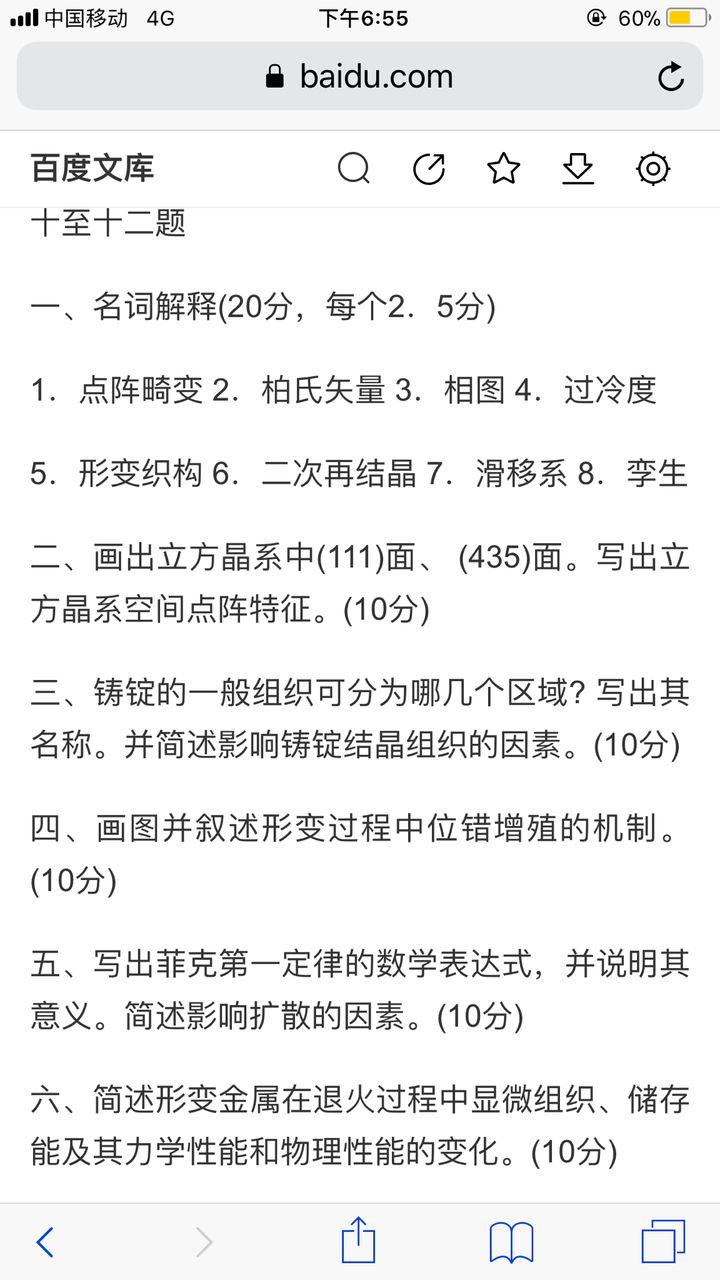 中国移动 4G 下午6:55 60%
baidu.com
百度文库
十至十二题
一、名词解释(20分，每个2．5分)
1．点阵畸变 2．柏氏矢量 3．相图 4．过冷度
5．形变织构 6．二次再结晶 7．滑移系 8．孪生
二、画出立方晶系中(111)面、 (435)面。写出立
方晶系空间点阵特征。(10分)
三、铸锭的一般组织可分为哪几个区域? 写出其
名称。并简述影响铸锭结晶组织的因素。(10分)
四、画图并叙述形变过程中位错增殖的机制。
(10分)
五、写出菲克第一定律的数学表达式，并说明其
意义。简述影响扩散的因素。(10分)
六、简述形变金属在退火过程中显微组织、储存
能及其力学性能和物理性能的变化。(10分)